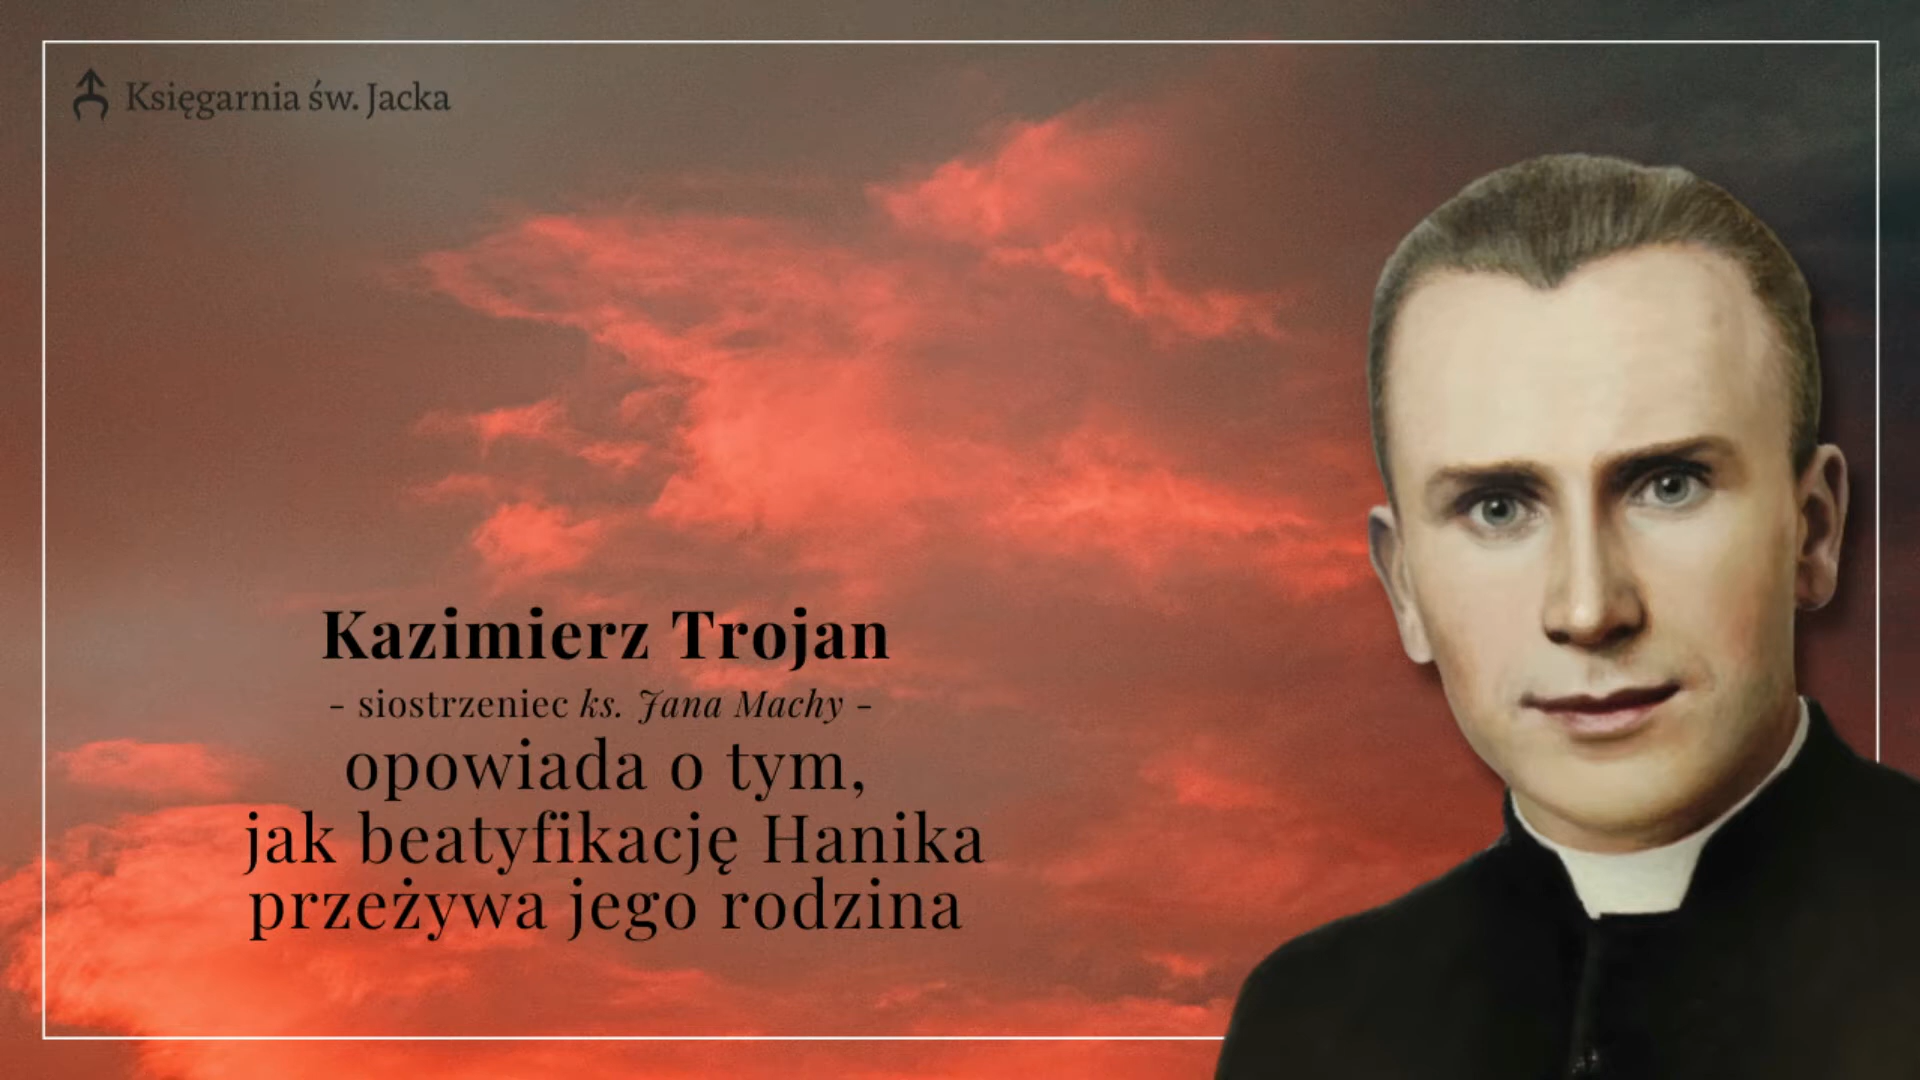 Księgarnia św. Jacka
Kazimierz Trojan
- siostrzeniec ks. Jana Machy -
opowiada o tym,
jak beatyfikację Hanika
przeżywa jego rodzina